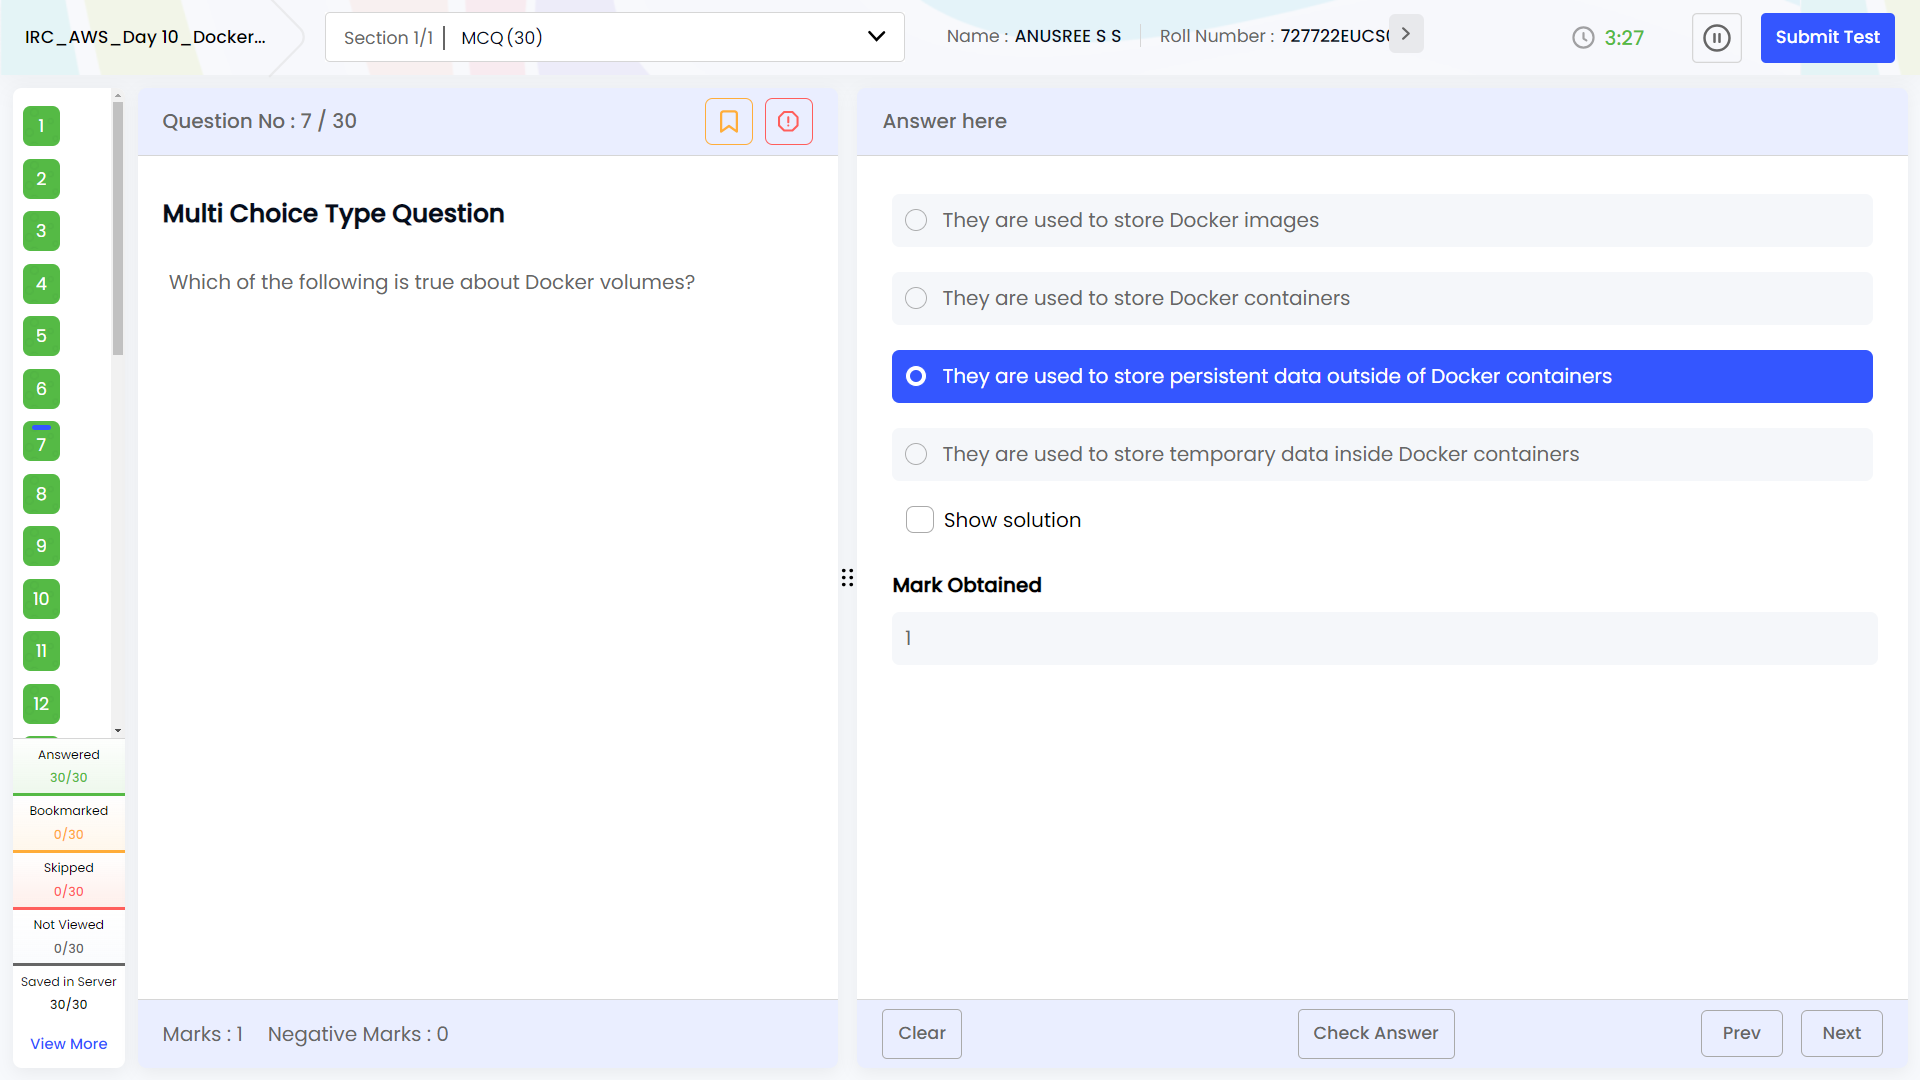 IRC_AWS_Day 10_Docker...
Section 1/1 | MCQ (30)
Name : ANUSREE S S
Roll Number : 727722EUCS
3:27
Submit Test
1
2
3
4
5
6
7
8
9
10
11
12
Answered
30/30
Bookmarked
0/30
Skipped
0/30
Not Viewed
0/30
Saved in Server
30/30
View More
Question No : 7 / 30
Multi Choice Type Question
Which of the following is true about Docker volumes?
Marks : 1 Negative Marks : 0
Answer here
They are used to store Docker images
They are used to store Docker containers
They are used to store persistent data outside of Docker containers
They are used to store temporary data inside Docker containers
Show solution
Mark Obtained
1
Clear
Check Answer
Prev
Next